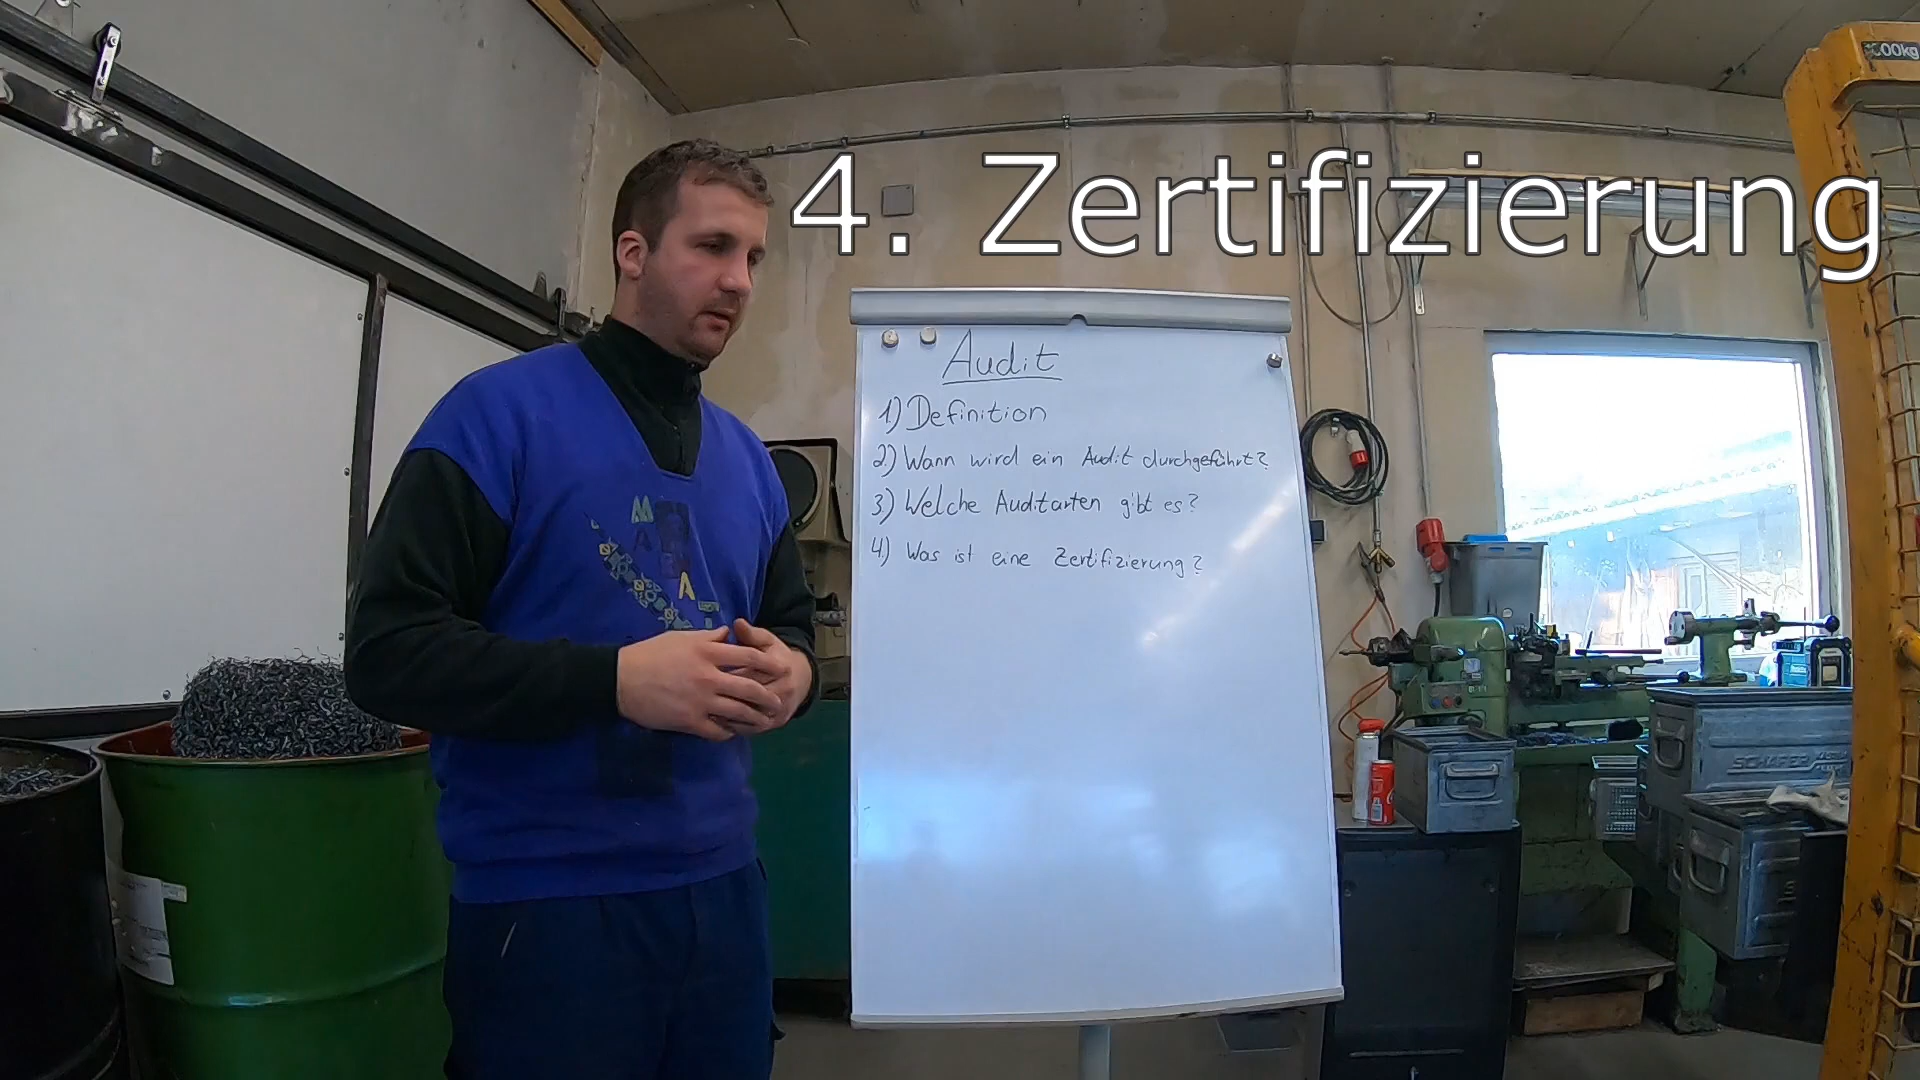 4. Zertifizierung
Audit
1.) Definition
2.) Wann wird ein Audit durchgeführt?
3.) Welche Auditarten gibt es?
4.) Was ist eine Zertifizierung?
SCHÄFER